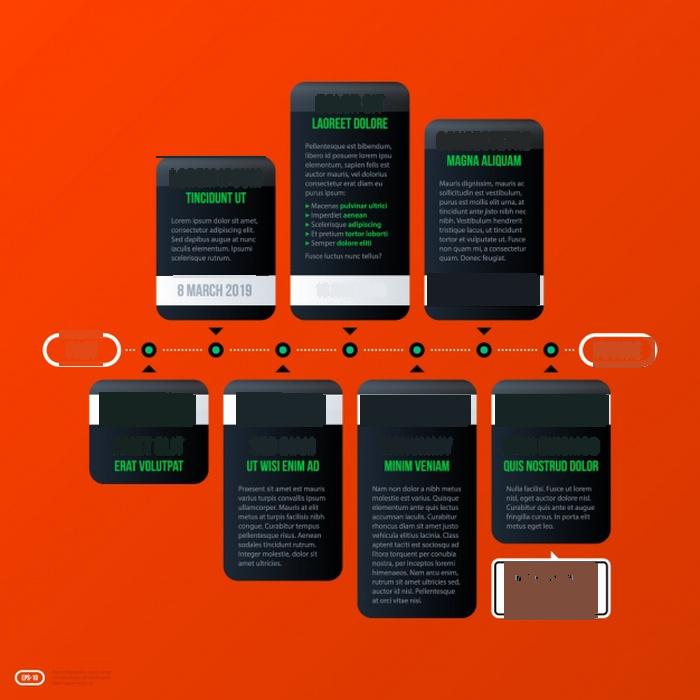 LAOREET DOLORE
Pellentesque est bibendum,
libero id posuere lorem ipsu
elementum, sapien felis est
mauris augue, vel dolorius
consectetur erat diam eu
purus ipsum:
▸ Macenas pulvinar ultrici
▸ Imperdiet aenean
▸ Scelerisque adipiscing
▸ Et pretium tortor loborti
▸ Semper dolore eliti
Fusce luctus nunc tellus?
MAGNA ALIQUAM
Mauris dignissim, mauris ac
sollicitudin est vestibulum,
purus est mollis elit urna, at
tincidunt ante justo nibh nec
nibh. Vestibulum hendrerit
tristique lacus, ut tincidunt
tortor et vulputate ut. Fusce
non quam mi, a consectetur
quam. Donec feugiat.
TINCIDUNT UT
Lorem ipsum dolor sit amet,
consectetur adipiscing elit.
Sed dapibus augue at nunc
iaculis elementum. Ipsumi
scelerisque rutrum.
8 MARCH 2019
ERAT VOLUTPAT
UT WISI ENIM AD
Praesent sit amet est mauris
varius turpis convallis ipsum
ullamcorper. Mauris at elit
metus at turpis facilisis nibh
congue. Curabitur tempus
pellentesque risus. Aenean
sodales tincidunt rutrum.
Integer molestie, dolor sit
amet ultricies.
MINIM VENIAM
Nam non dolor a nibh metus
molestie est varius. Quisque
elementum ante quis lectus
accumsan iaculis. Curabitur
rhoncus diam sit amet justo
vehicula elitius lacinia. Class
aptent taciti est sociosqu ad
litora torquent per conubia
nostra, per inceptos loremi
himenaeos. Nam arcu enim,
rutrum sit amet ultricies sed,
auctor id nisi. Pellentesque
at orci vitae nisi.
QUIS NOSTRUD DOLOR
Nulla facilisi. Fusce ut lorem
nisl, eget auctor dolore nisl.
Curabitur quis ante et augue
fringilla cursus. In porta elit
metus eget leo.
EPS·10